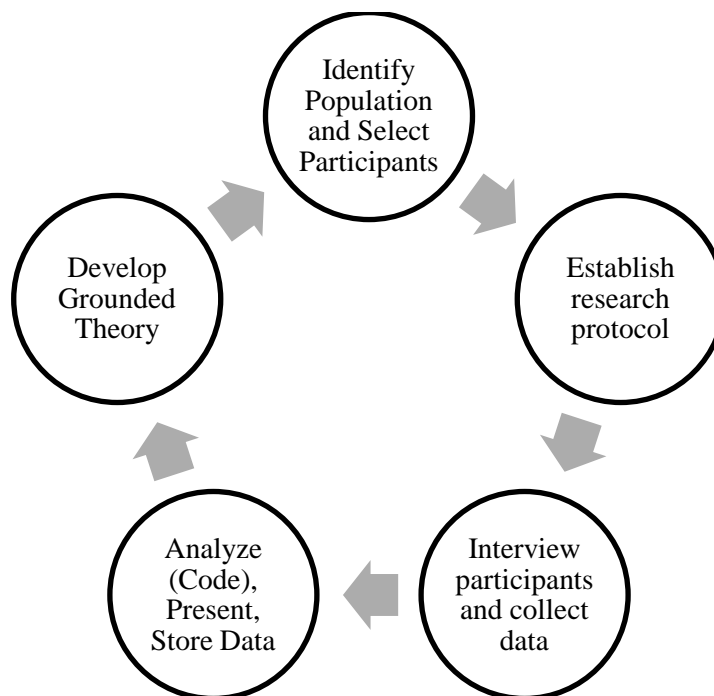 Identify
Population
and Select
Participants
Establish
research
protocol
Interview
participants
and collect
data
Analyze
(Code),
Present,
Store Data
Develop
Grounded
Theory